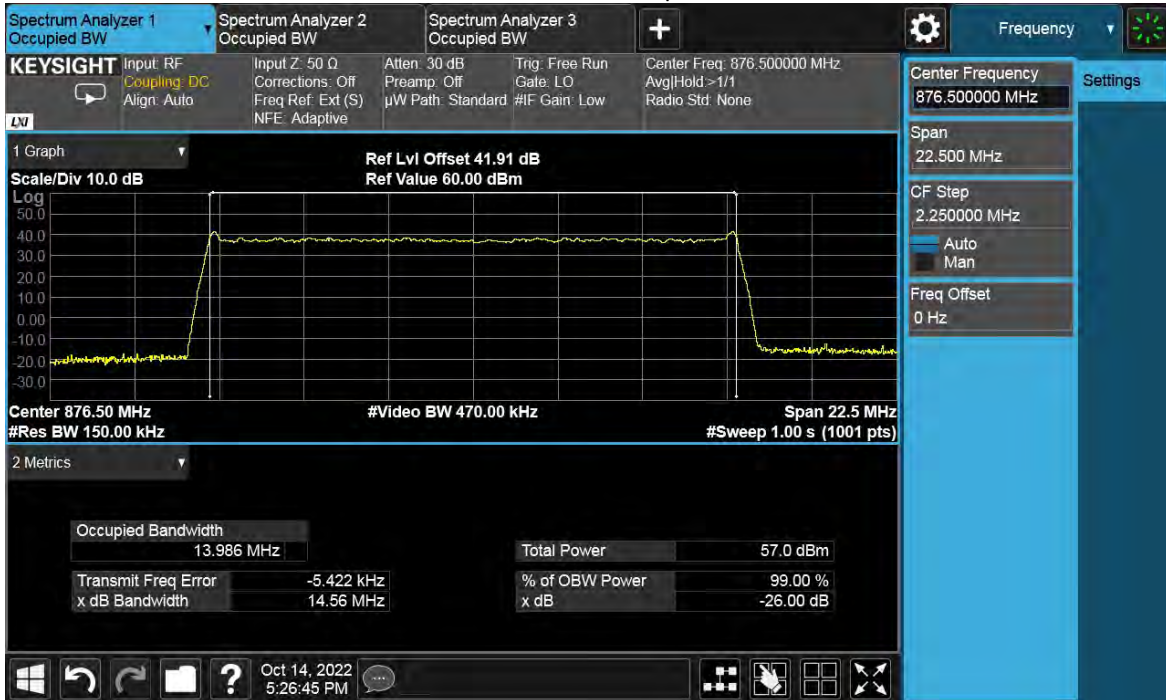 Spectrum Analyzer 1
Occupied BW
Spectrum Analyzer 2
Occupied BW
Spectrum Analyzer 3
Occupied BW
+
Frequency
KEYSIGHT
LXI
Input: RF
Coupling: DC
Align: Auto
Input Z: 50 Ω
Corrections: Off
Freq Ref: Ext (S)
NFE: Adaptive
Atten: 30 dB
Preamp: Off
µW Path: Standard
Trig: Free Run
Gate: LO
#IF Gain: Low
Center Freq: 876.500000 MHz
Avg|Hold:>1/1
Radio Std: None
Center Frequency
876.500000 MHz
Settings
Span
22.500 MHz
CF Step
2.250000 MHz
Auto
Man
Freq Offset
0 Hz
1 Graph
Scale/Div 10.0 dB
Ref Lvl Offset 41.91 dB
Ref Value 60.00 dBm
Log
50.0
40.0
30.0
20.0
10.0
0.00
-10.0
-20.0
-30.0
Center 876.50 MHz
#Video BW 470.00 kHz
Span 22.5 MHz
#Res BW 150.00 kHz
#Sweep 1.00 s (1001 pts)
2 Metrics
Occupied Bandwidth
13.986 MHz
Total Power 57.0 dBm
Transmit Freq Error -5.422 kHz
% of OBW Power 99.00 %
x dB Bandwidth 14.56 MHz
x dB -26.00 dB
?
Oct 14, 2022
5:26:45 PM